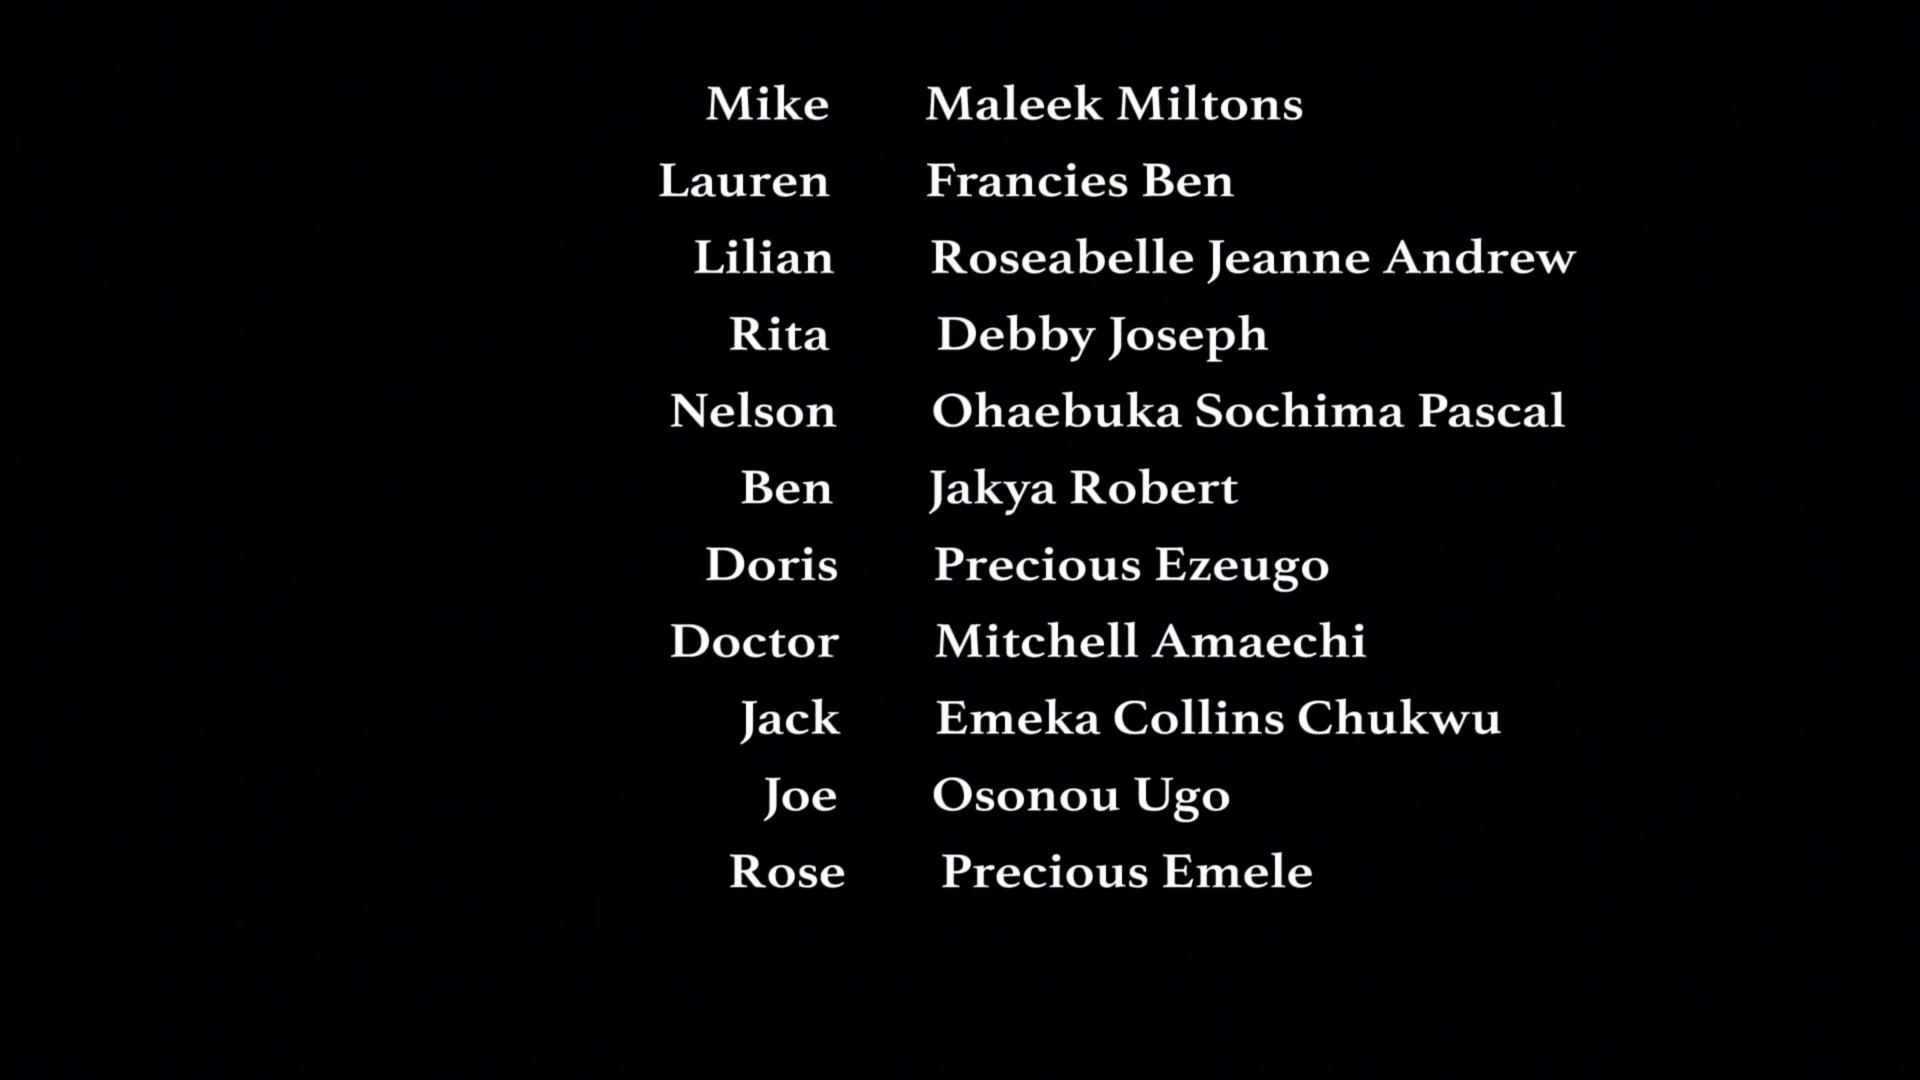 Mike Maleek Miltons
Lauren Francies Ben
Lilian Roseabelle Jeanne Andrew
Rita Debby Joseph
Nelson Ohaebuka Sochima Pascal
Ben Jakya Robert
Doris Precious Ezeugo
Doctor Mitchell Amaechi
Jack Emeka Collins Chukwu
Joe Osonou Ugo
Rose Precious Emele